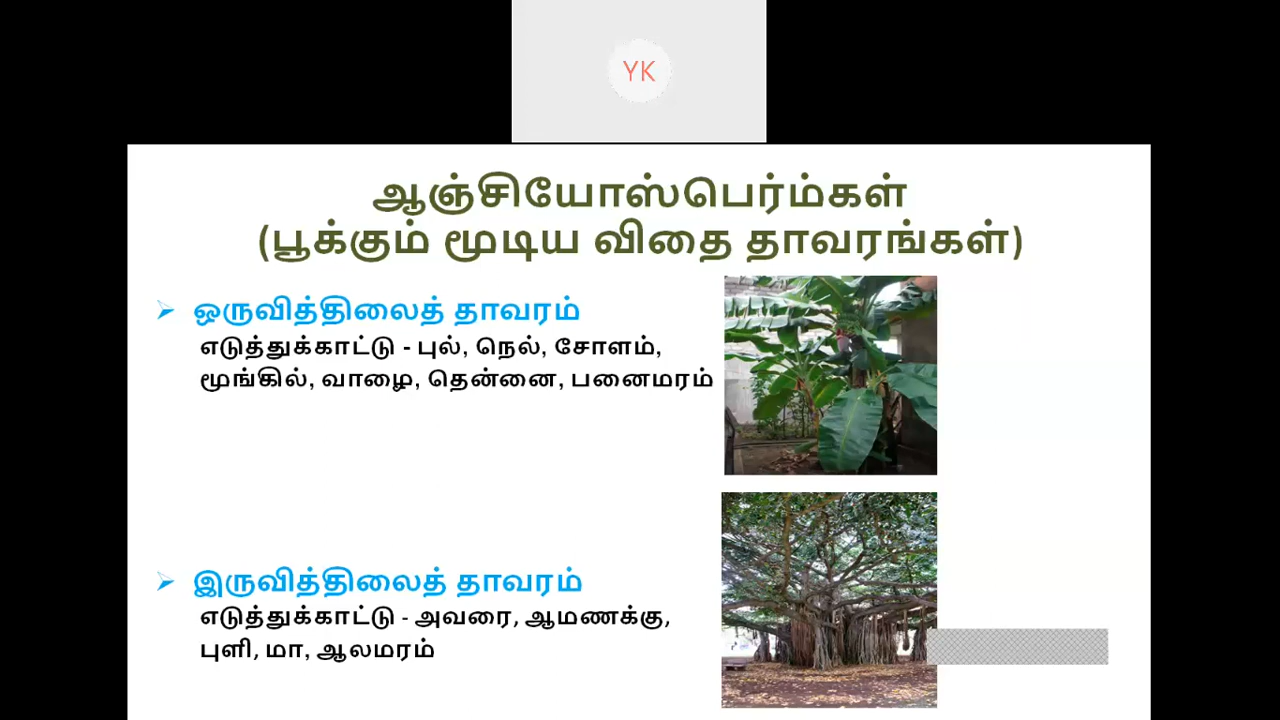 YK
ஆஞ்சியோஸ்பெர்ம்கள்
(பூக்கும் மூடிய விதை தாவரங்கள்)
ஒருவித்திலைத் தாவரம்
எடுத்துக்காட்டு - புல், நெல், சோளம்,
மூங்கில், வாழை, தென்னை, பனைமரம்
இருவித்திலைத் தாவரம்
எடுத்துக்காட்டு - அவரை, ஆமணக்கு,
புளி, மா, ஆலமரம்